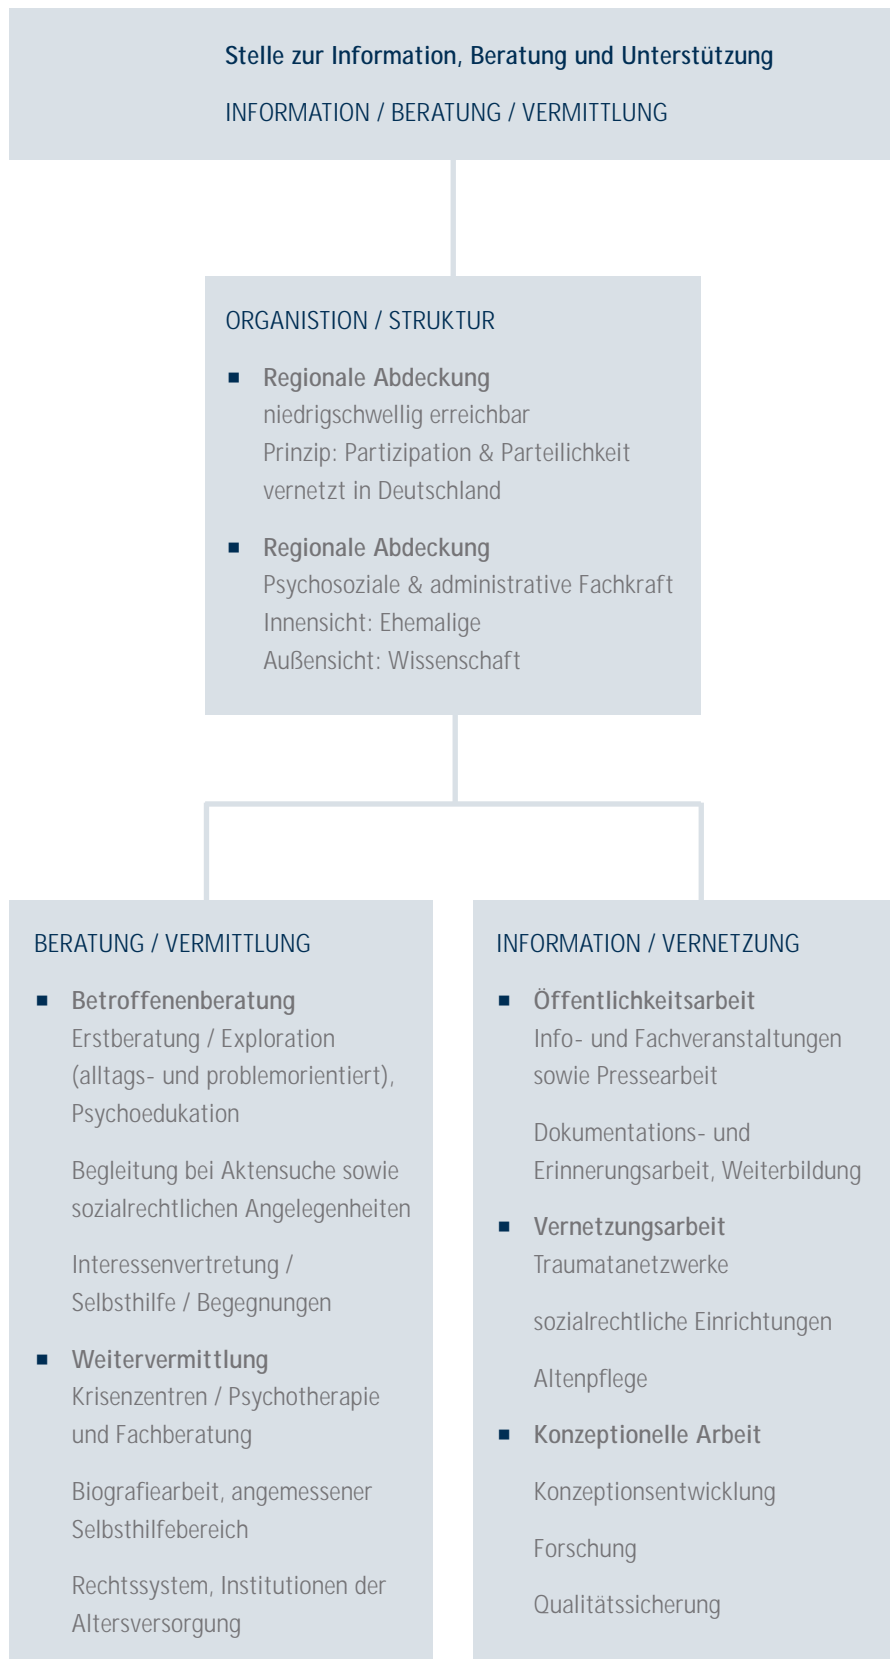 Stelle zur Information, Beratung und Unterstützung
INFORMATION / BERATUNG / VERMITTLUNG
ORGANISTION / STRUKTUR
■ Regionale Abdeckung
niedrigschwellig erreichbar
Prinzip: Partizipation & Parteilichkeit
vernetzt in Deutschland
■ Regionale Abdeckung
Psychosoziale & administrative Fachkraft
Innensicht: Ehemalige
Außensicht: Wissenschaft
BERATUNG / VERMITTLUNG
■ Betroffenenberatung
Erstberatung / Exploration
(alltags- und problemorientiert),
Psychoedukation
Begleitung bei Aktensuche sowie
sozialrechtlichen Angelegenheiten
Interessenvertretung /
Selbsthilfe / Begegnungen
■ Weitervermittlung
Krisenzentren / Psychotherapie
und Fachberatung
Biografiearbeit, angemessener
Selbsthilfebereich
Rechtssystem, Institutionen der
Altersversorgung
INFORMATION / VERNETZUNG
■ Öffentlichkeitsarbeit
Info- und Fachveranstaltungen
sowie Pressearbeit
Dokumentations- und
Erinnerungsarbeit, Weiterbildung
■ Vernetzungsarbeit
Traumatanetzwerke
sozialrechtliche Einrichtungen
Altenpflege
■ Konzeptionelle Arbeit
Konzeptionsentwicklung
Forschung
Qualitätssicherung